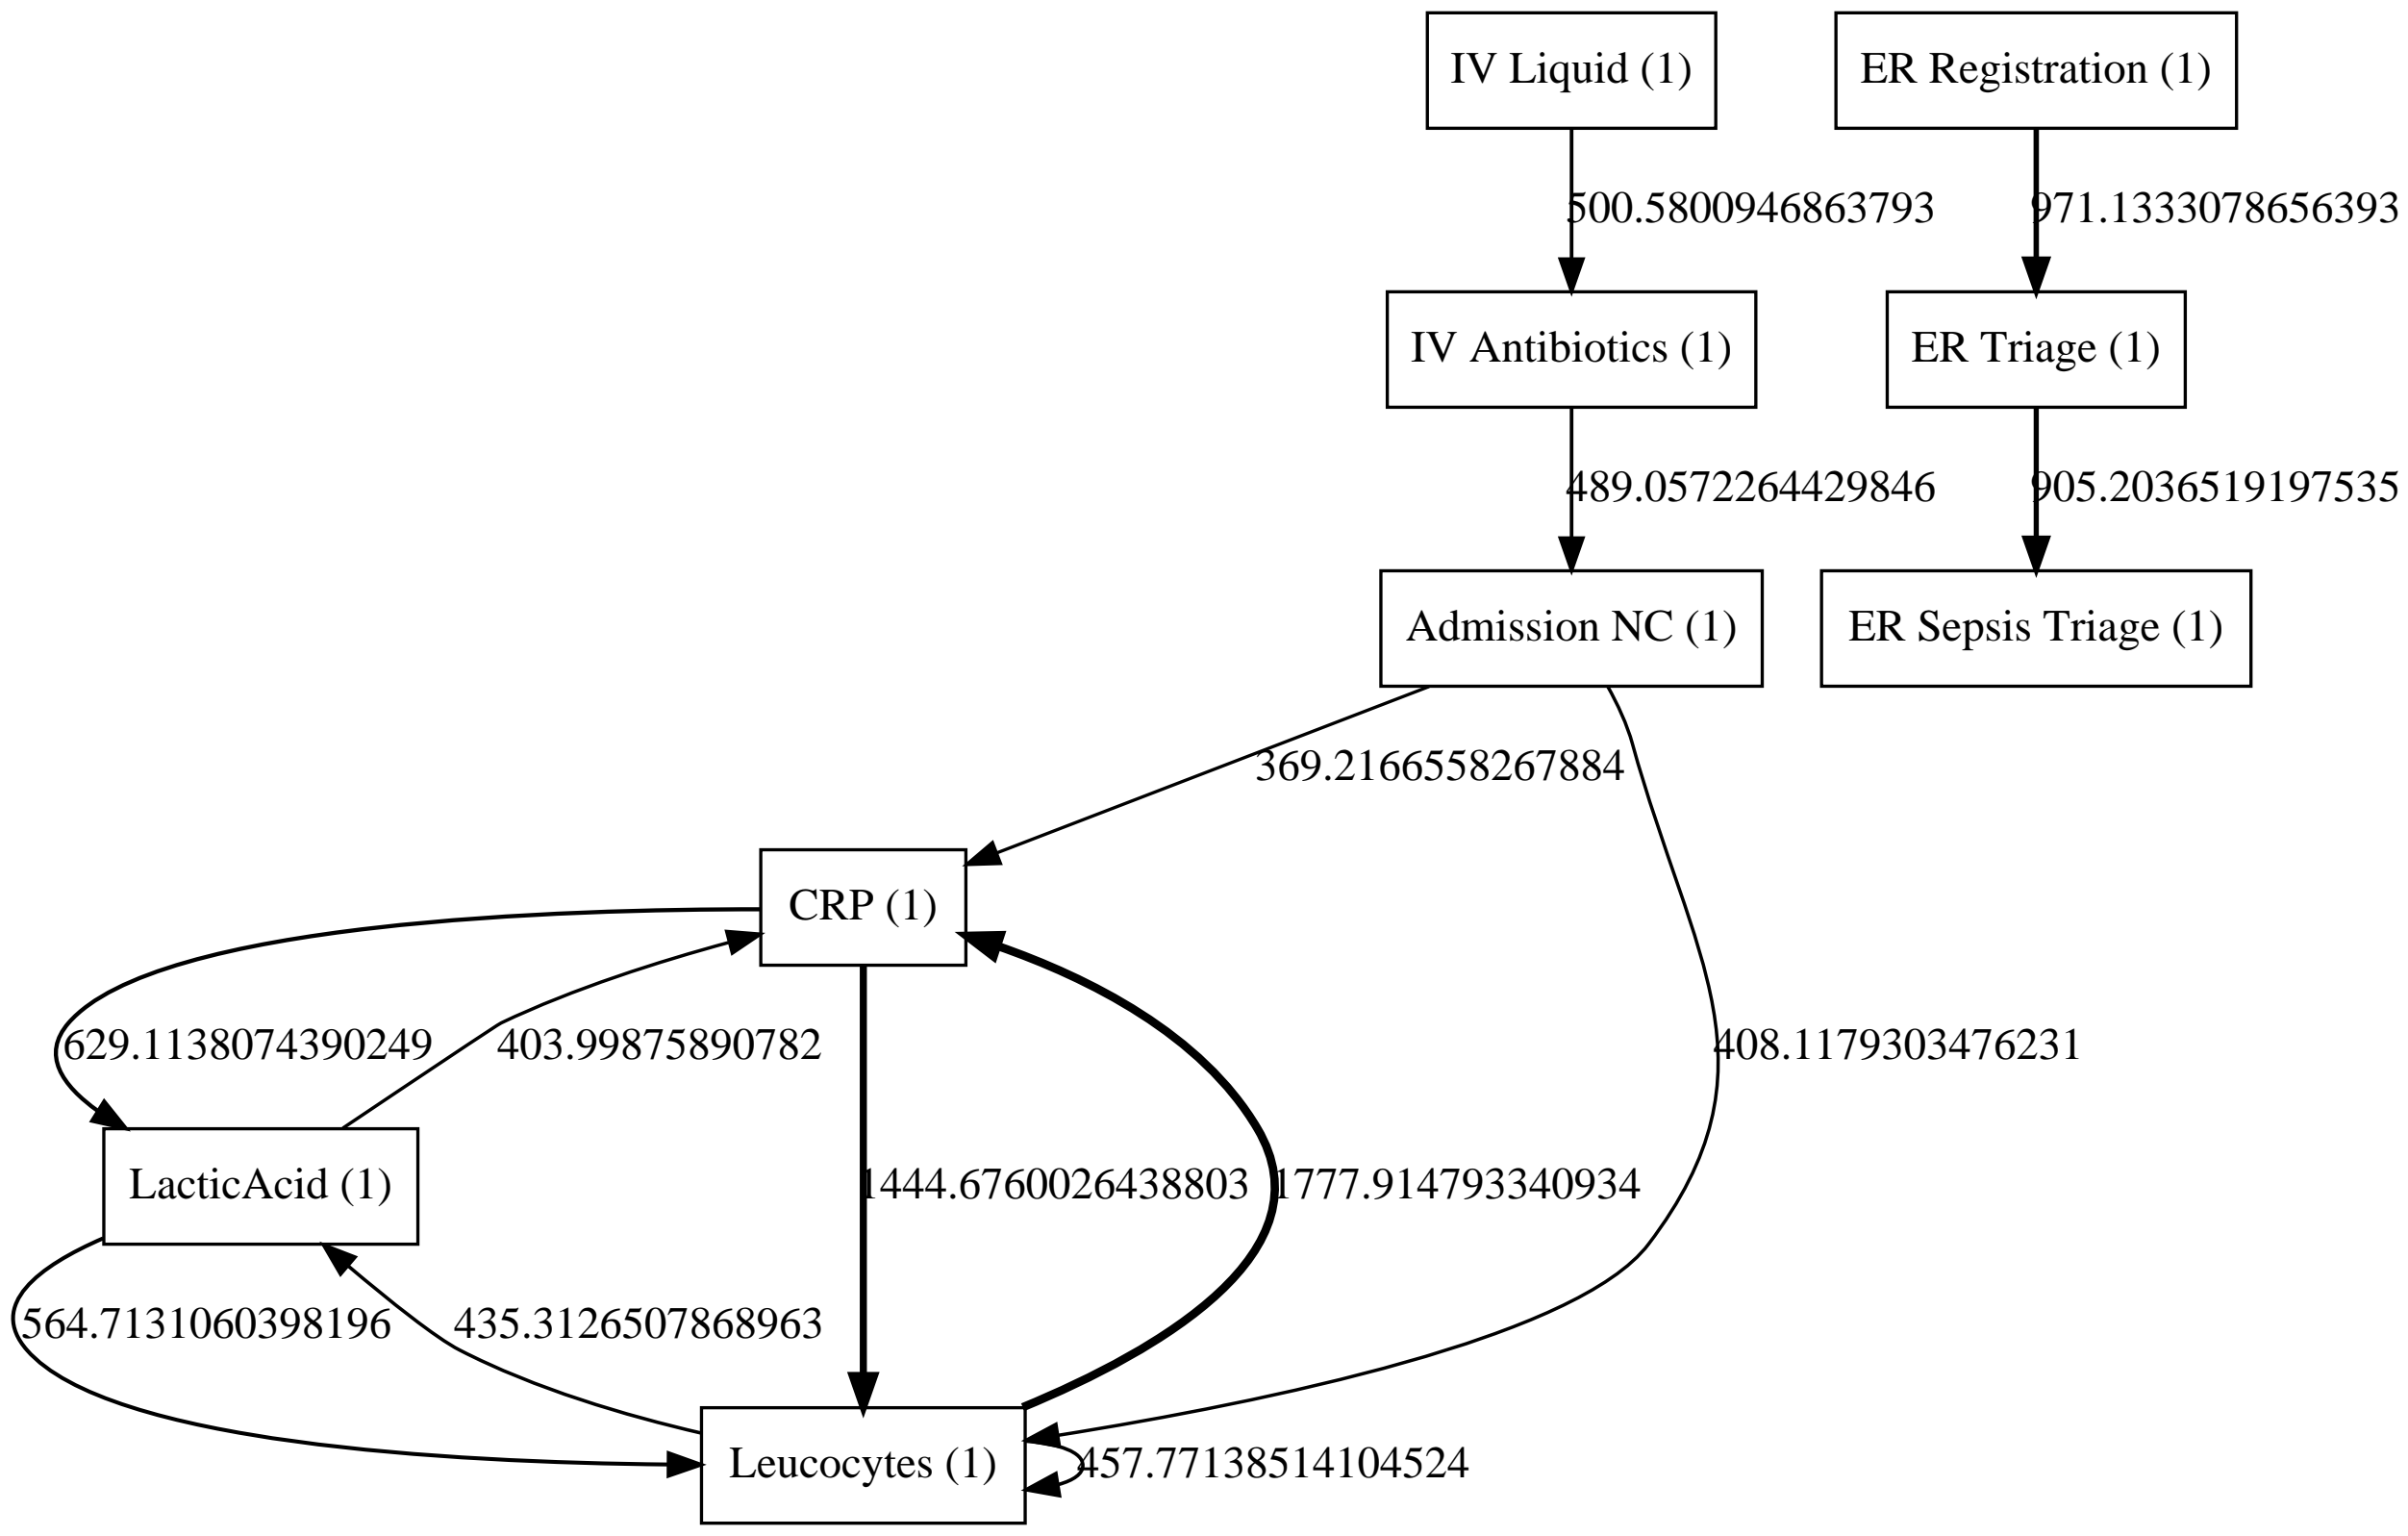 IV Liquid (1)
ER Registration (1)
500.5800946863793
971.1333078656393
IV Antibiotics (1)
ER Triage (1)
489.0572264429846
905.2036519197535
Admission NC (1)
ER Sepsis Triage (1)
369.2166558267884
CRP (1)
629.1138074390249
403.99875890782
408.1179303476231
LacticAcid (1)
1444.6760026438803
1777.914793340934
564.7131060398196
435.3126507868963
Leucocytes (1)
457.77138514104524